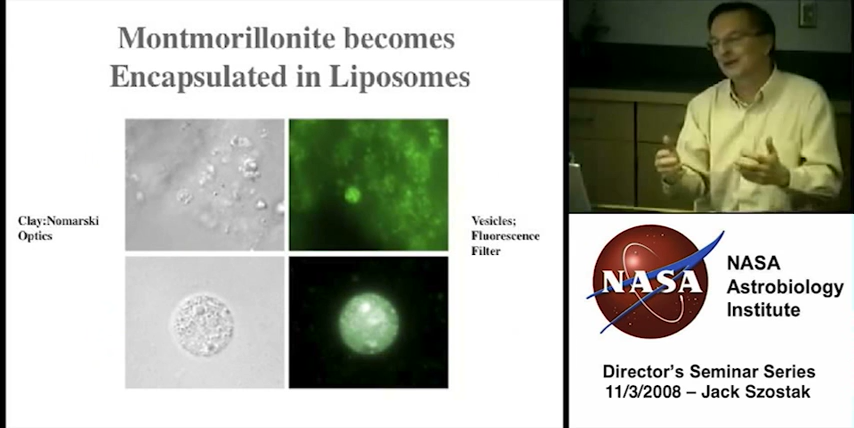 Montmorillonite becomes
Encapsulated in Liposomes
Clay:Nomarski
Optics
Vesicles;
Fluorescence
Filter
NASA
NASA
Astrobiology
Institute
Director's Seminar Series
11/3/2008 – Jack Szostak